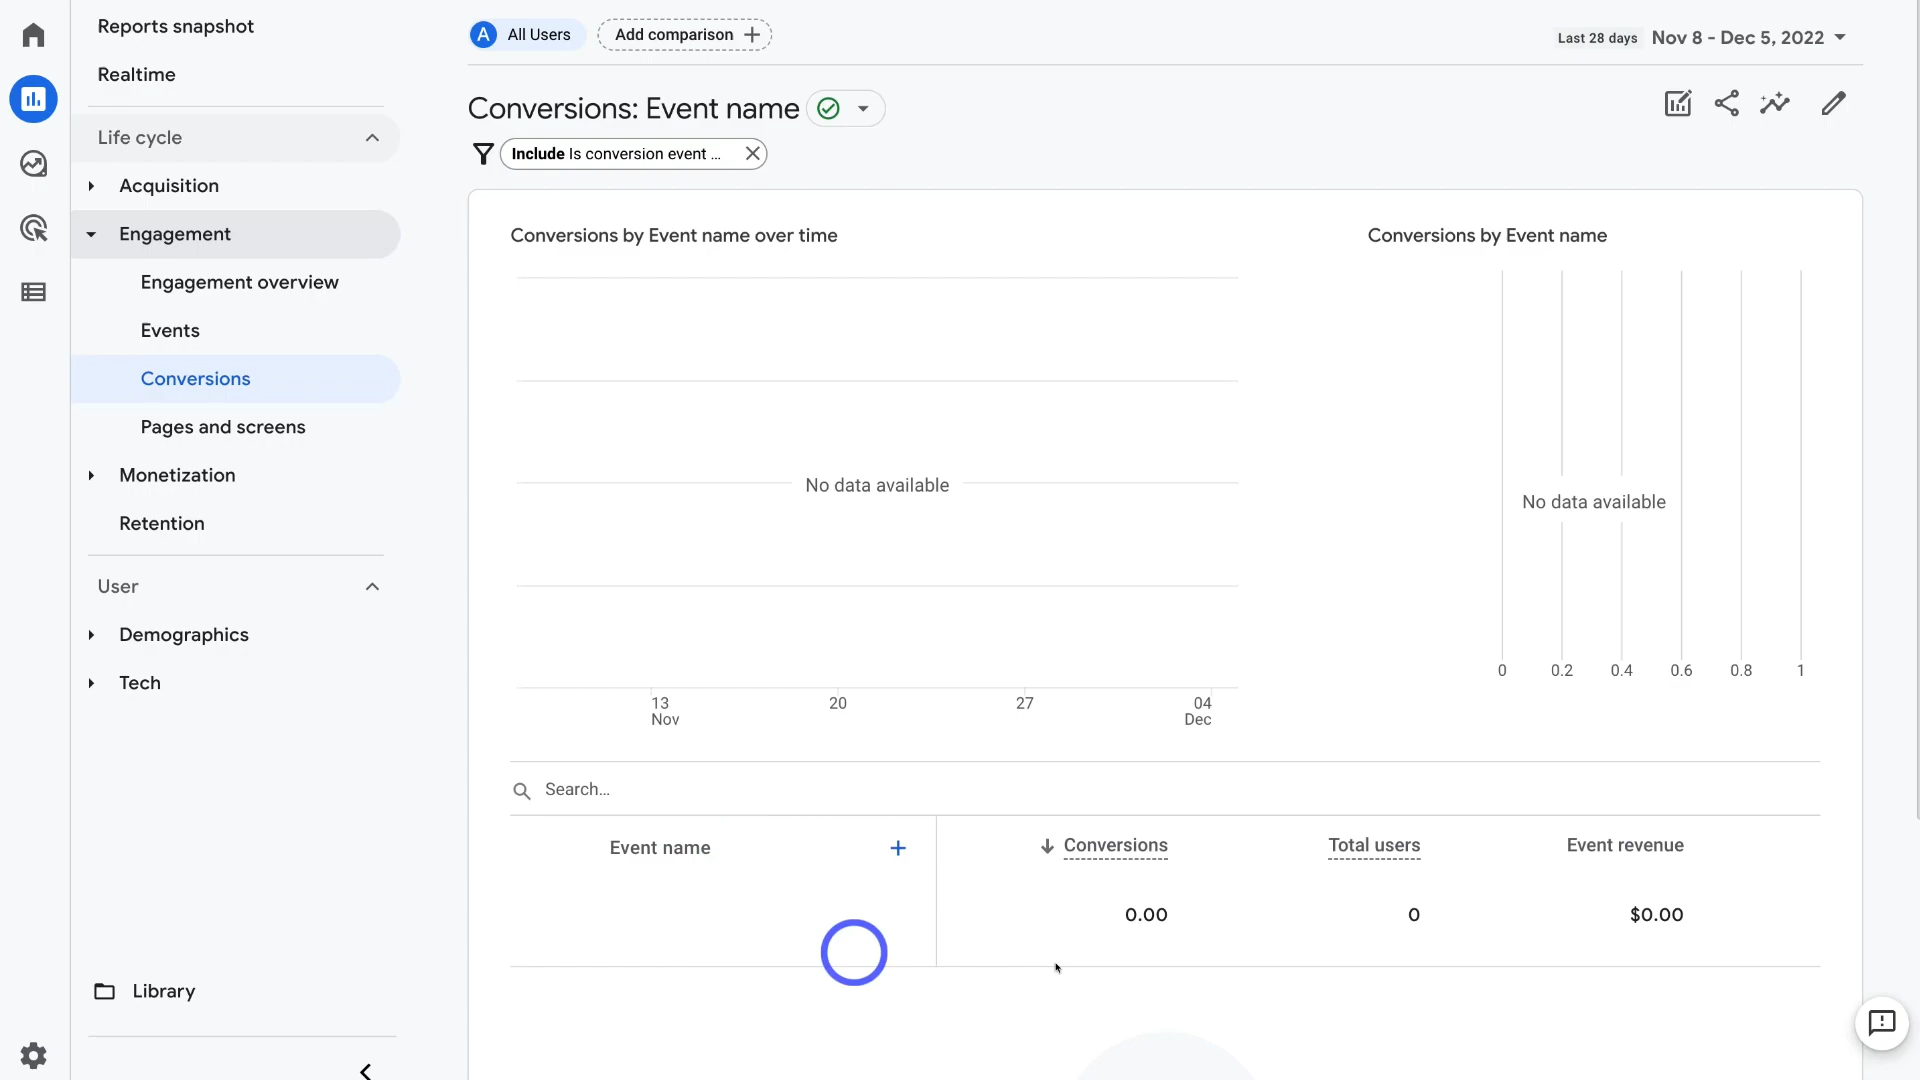 Reports snapshot
Realtime
Life cycle
Acquisition
Engagement
Engagement overview
Events
Conversions
Pages and screens
Monetization
Retention
User
Demographics
Tech
Library
A All Users
Add comparison
Last 28 days Nov 8 - Dec 5, 2022
Conversions: Event name
Include Is conversion event ...
Conversions by Event name over time
No data available
13 20 27 04
Nov Dec
Conversions by Event name
No data available
0 0.2 0.4 0.6 0.8 1
Search...
Event name + Conversions Total users Event revenue
0.00 0 $0.00